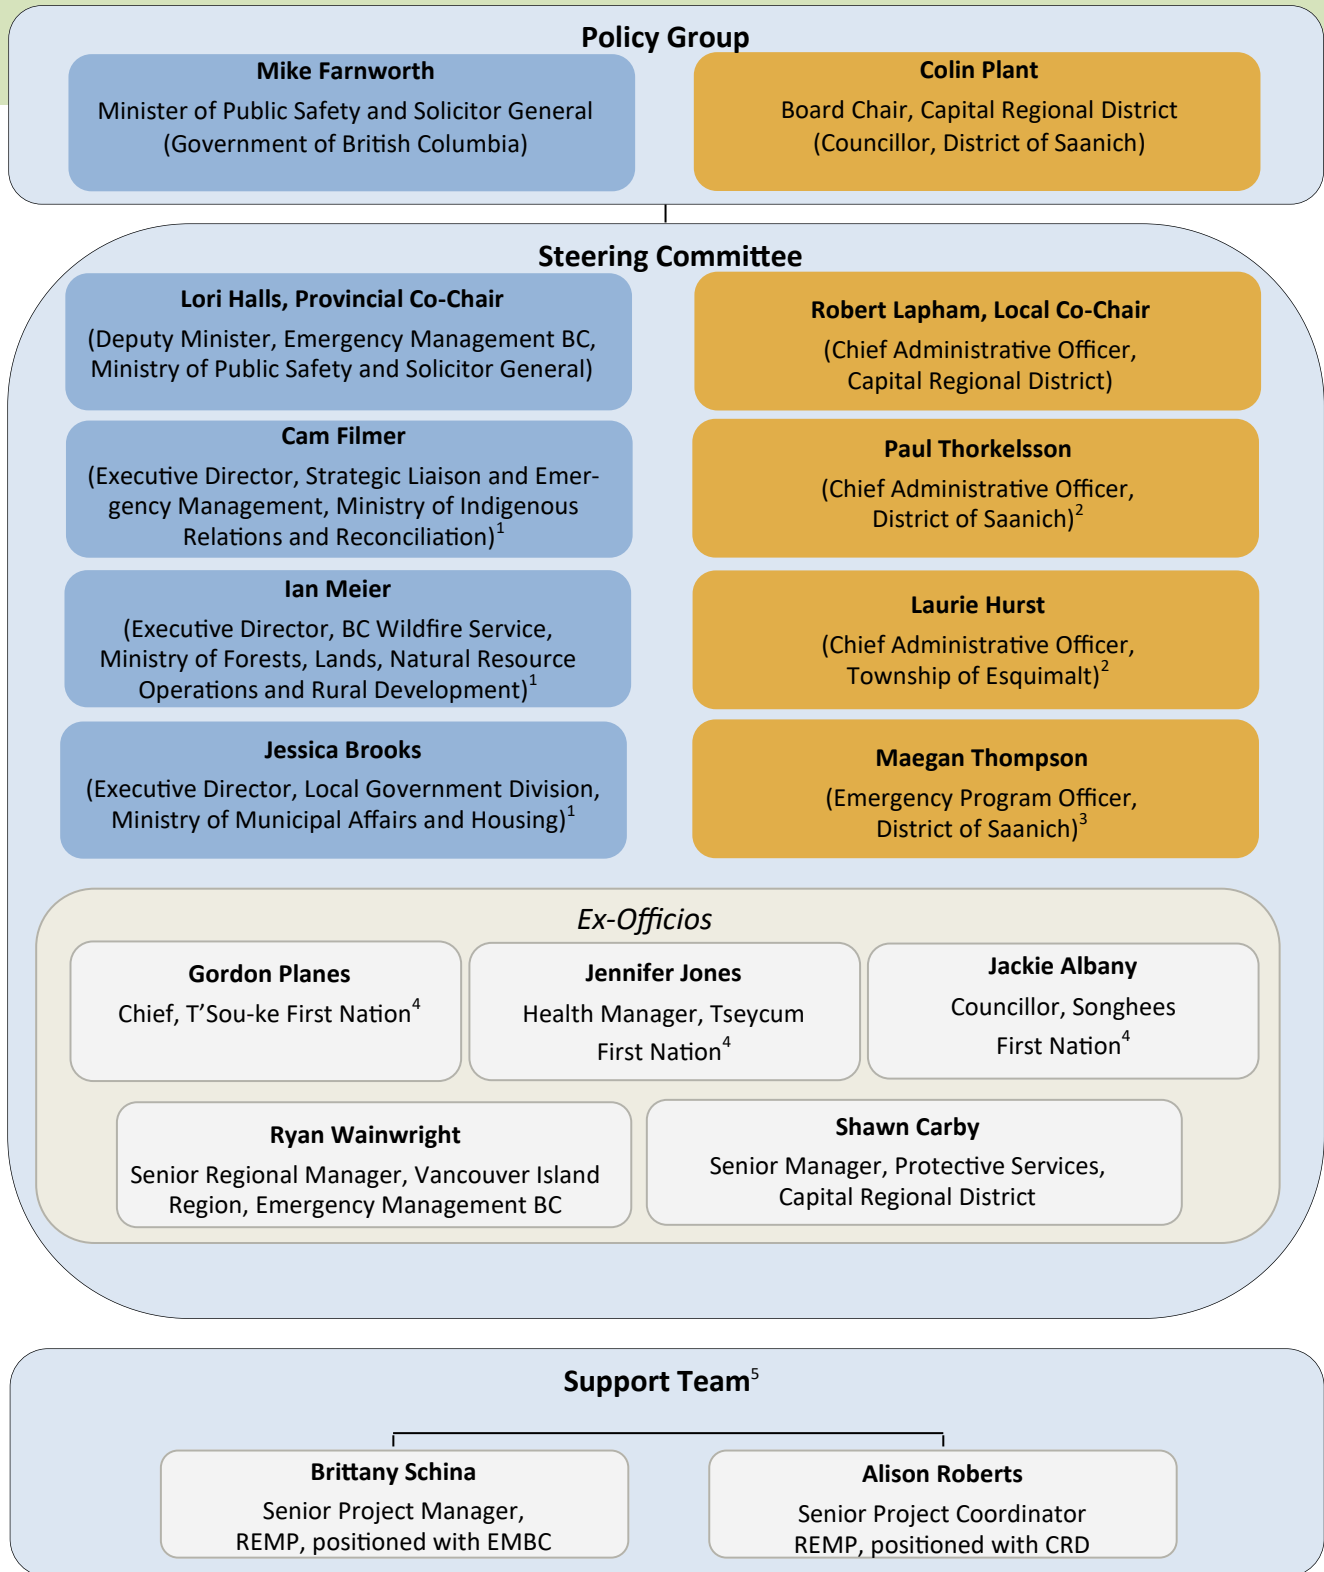 Policy Group
Mike Farnworth
Minister of Public Safety and Solicitor General
(Government of British Columbia)
Colin Plant
Board Chair, Capital Regional District
(Councillor, District of Saanich)
Steering Committee
Lori Halls, Provincial Co-Chair
(Deputy Minister, Emergency Management BC,
Ministry of Public Safety and Solicitor General)
Robert Lapham, Local Co-Chair
(Chief Administrative Officer,
Capital Regional District)
Cam Filmer
(Executive Director, Strategic Liaison and Emer-
gency Management, Ministry of Indigenous
Relations and Reconciliation)1
Paul Thorkelsson
(Chief Administrative Officer,
District of Saanich)2
Ian Meier
(Executive Director, BC Wildfire Service,
Ministry of Forests, Lands, Natural Resource
Operations and Rural Development)1
Laurie Hurst
(Chief Administrative Officer,
Township of Esquimalt)2
Jessica Brooks
(Executive Director, Local Government Division,
Ministry of Municipal Affairs and Housing)1
Maegan Thompson
(Emergency Program Officer,
District of Saanich)3
Ex-Officios
Gordon Planes
Chief, T’Sou-ke First Nation4
Jennifer Jones
Health Manager, Tseycum
First Nation4
Jackie Albany
Councillor, Songhees
First Nation4
Ryan Wainwright
Senior Regional Manager, Vancouver Island
Region, Emergency Management BC
Shawn Carby
Senior Manager, Protective Services,
Capital Regional District
Support Team5
Brittany Schina
Senior Project Manager,
REMP, positioned with EMBC
Alison Roberts
Senior Project Coordinator
REMP, positioned with CRD